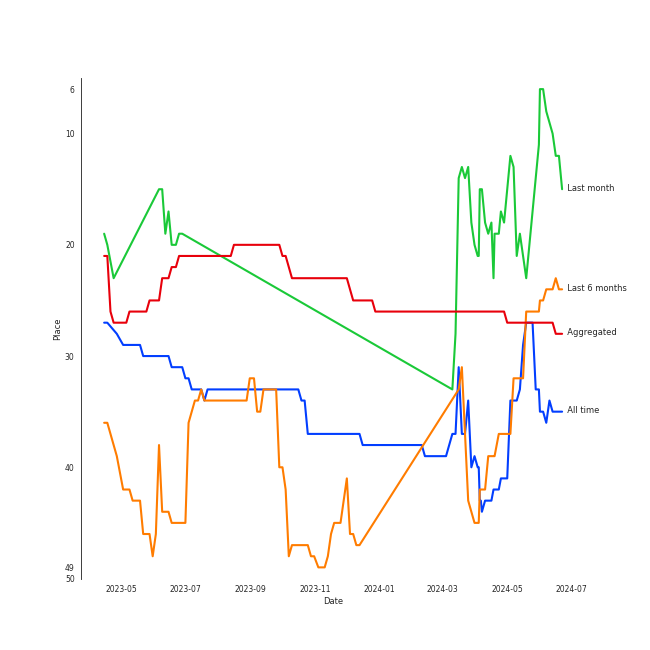 6
10
20
30
40
49
50
Place
2023-05
2023-07
2023-09
2023-11
2024-01
2024-03
2024-05
2024-07
Date
Last month
Last 6 months
Aggregated
All time